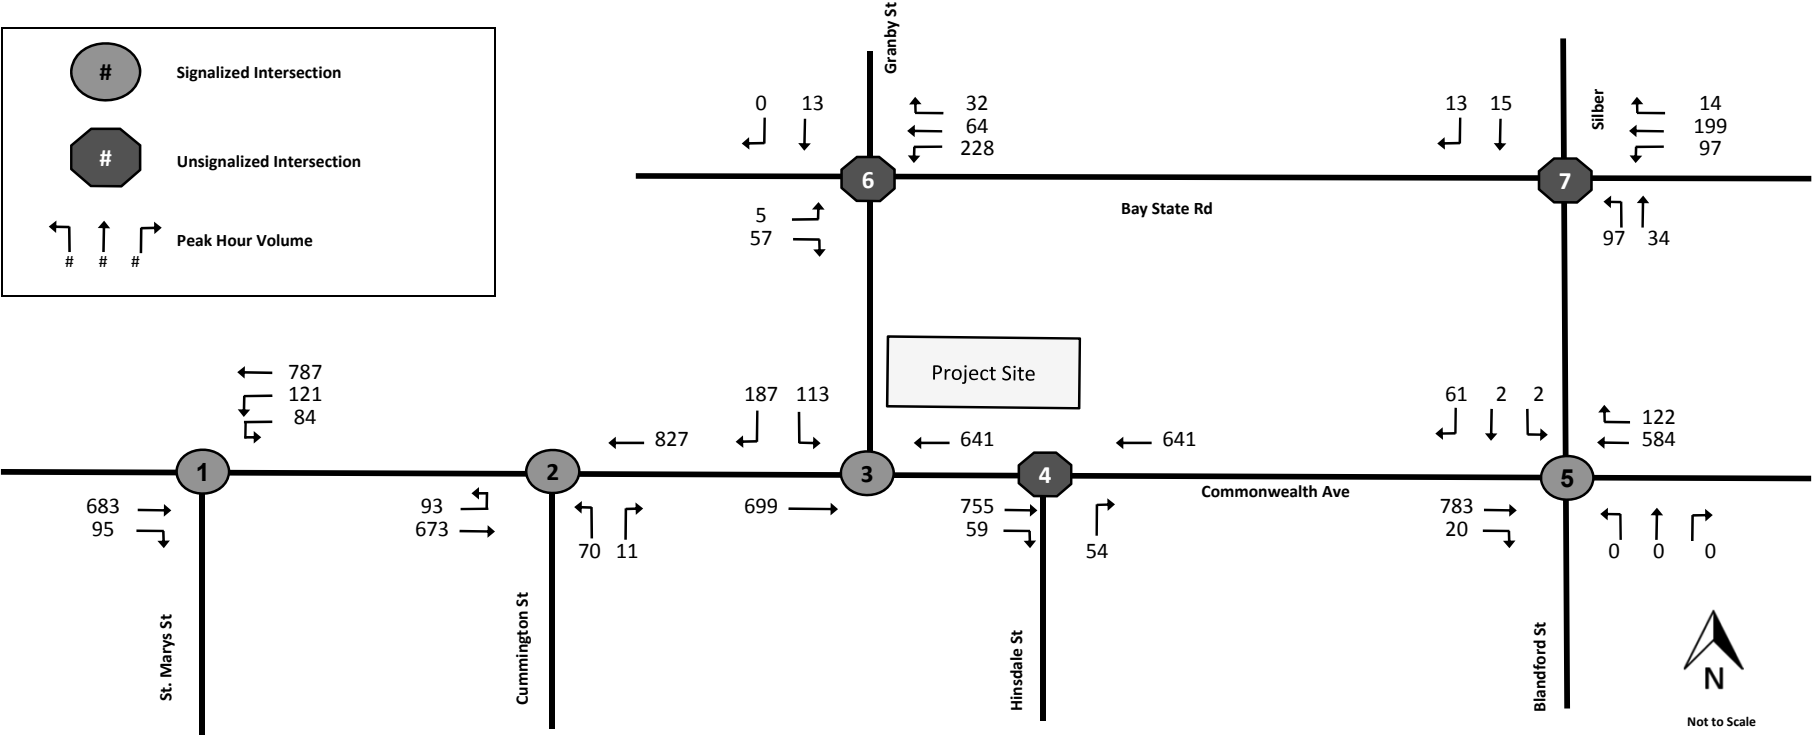 # Signalized Intersection
# Unsignalized Intersection
# # # Peak Hour Volume
Granby St
0 13
32
64
228
6
5
57
Bay State Rd
Silber
13 15
14
199
97
7
97 34
787
121
84
1
683
95
St. Marys St
827
2
93
673
70 11
Cummington St
187 113
Project Site
641
3
699
641
4
755
59
54
Hinsdale St
Commonwealth Ave
61 2 2
122
584
5
783
20
0 0 0
Blandford St
N
Not to Scale